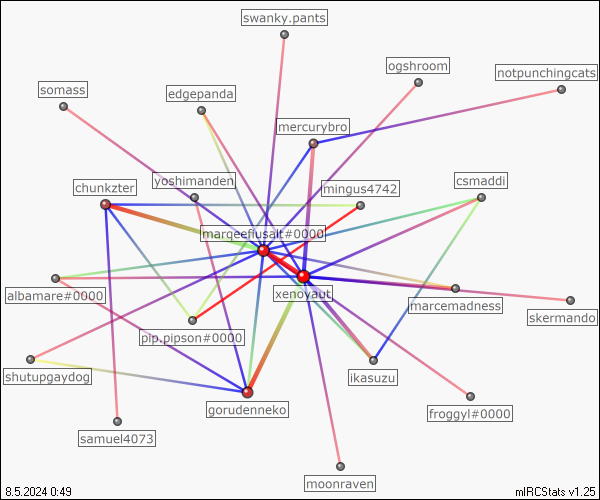 swanky.pants
ogshroom
notpunchingcats
somass
edgepanda
mercurybro
yoshimanden
mingus4742
csmaddi
chunkzter
marqeefiusalt#0000
xenoyaut
albamare#0000
marcemadness
skermando
pip.pipson#0000
shutupgaydog
ikasuzu
gorudenneko
froggyl#0000
samuel4073
moonraven
8.5.2024 0:49
mIRCStats v1.25